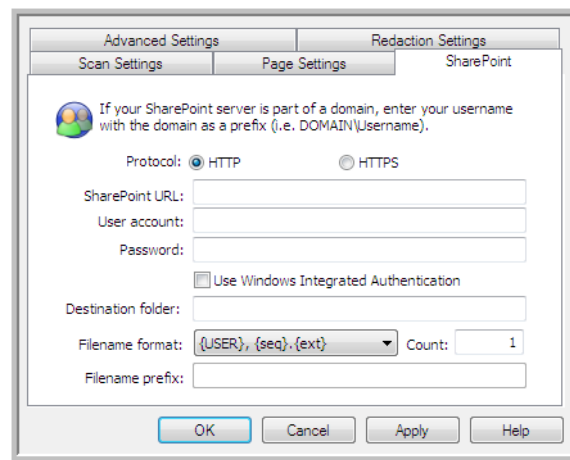 Advanced Settings Redaction Settings
Scan Settings Page Settings SharePoint
If your SharePoint server is part of a domain, enter your username
with the domain as a prefix (i.e. DOMAIN\Username).
Protocol: HTTP HTTPS
SharePoint URL:
User account:
Password:
Use Windows Integrated Authentication
Destination folder:
Filename format: {USER}, {seq}.{ext} Count: 1
Filename prefix:
OK Cancel Apply Help